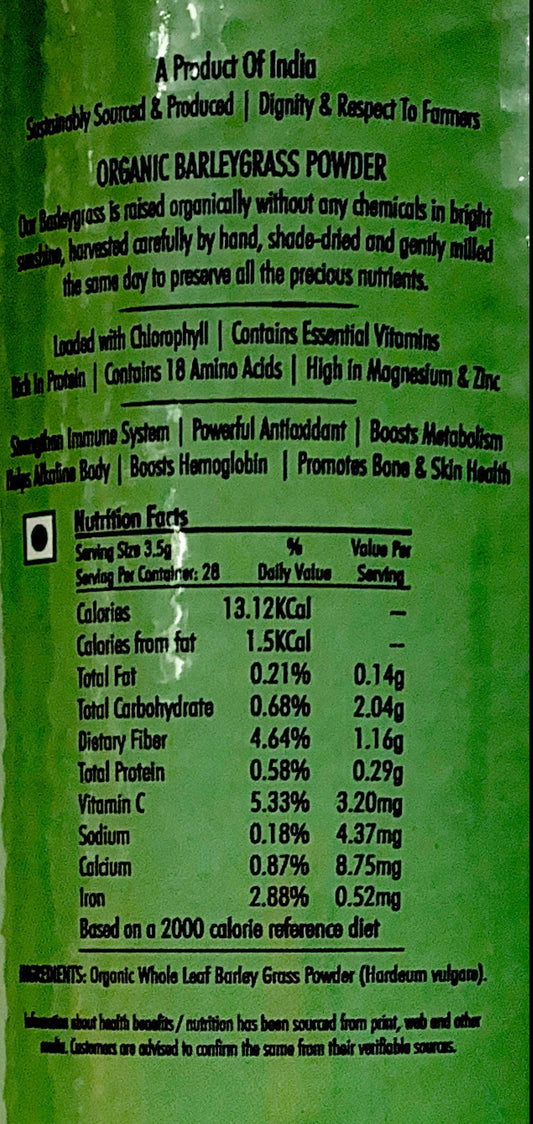 A Product Of India
Sustainably Sourced & Produced | Dignity & Respect To Farmers
ORGANIC BARLEYGRASS POWDER
Our Barleygrass is raised organically without any chemicals in bright
sunshine, harvested carefully by hand, shade-dried and gently milled
the same day to preserve all the precious nutrients.
Loaded with Chlorophyll | Contains Essential Vitamins
Rich In Protein | Contains 18 Amino Acids | High in Magnesium & Zinc
Strengthen Immune System | Powerful Antioxidant | Boosts Metabolism
Helps Alkaline Body | Boosts Hemoglobin | Promotes Bone & Skin Health
Nutrition Facts
Serving Size 3.5g % Value Per
Serving Per Container: 28 Daily Value Serving
Calories 13.12KCal –
Calories from fat 1.5KCal –
Total Fat 0.21% 0.14g
Total Carbohydrate 0.68% 2.04g
Dietary Fiber 4.64% 1.16g
Total Protein 0.58% 0.29g
Vitamin C 5.33% 3.20mg
Sodium 0.18% 4.37mg
Calcium 0.87% 8.75mg
Iron 2.88% 0.52mg
Based on a 2000 calorie reference diet
INGREDIENTS: Organic Whole Leaf Barley Grass Powder (Hordeum vulgare).
Information about health benefits / nutrition has been sourced from print, web and other
media. Customers are advised to confirm the same from their verifiable sources.